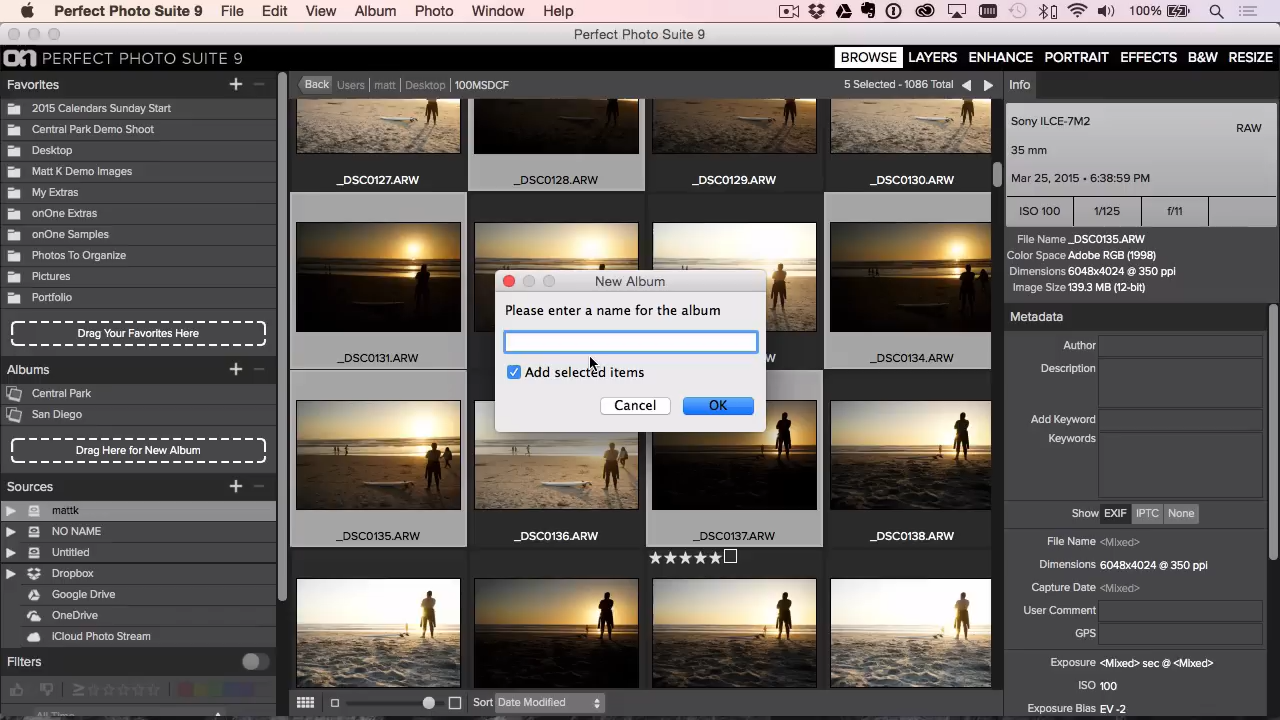 Perfect Photo Suite 9 File Edit View Album Photo Window Help 100%
Perfect Photo Suite 9
on PERFECT PHOTO SUITE 9
BROWSE LAYERS ENHANCE PORTRAIT EFFECTS B&W RESIZE
Favorites
2015 Calendars Sunday Start
Central Park Demo Shoot
Desktop
Matt K Demo Images
My Extras
onOne Extras
onOne Samples
Photos To Organize
Pictures
Portfolio
Drag Your Favorites Here
Albums
Central Park
San Diego
Drag Here for New Album
Sources
mattk
NO NAME
Untitled
Dropbox
Google Drive
OneDrive
iCloud Photo Stream
Filters
Back Users matt Desktop 100MSDCF 5 Selected - 1086 Total
_DSC0127.ARW
_DSC0128.ARW
_DSC0129.ARW
_DSC0130.ARW
_DSC0131.ARW
W
_DSC0134.ARW
_DSC0135.ARW
_DSC0136.ARW
_DSC0137.ARW
_DSC0138.ARW
New Album
Please enter a name for the album
Add selected items
Cancel
OK
Sort Date Modified
Info
Sony ILCE-7M2
RAW
35 mm
Mar 25, 2015 • 6:38:59 PM
ISO 100 1/125 f/11
File Name _DSC0135.ARW
Color Space Adobe RGB (1998)
Dimensions 6048x4024 @ 350 ppi
Image Size 139.3 MB (12-bit)
Metadata
Author
Description
Add Keyword
Keywords
Show EXIF IPTC None
File Name <Mixed>
Dimensions 6048x4024 @ 350 ppi
Capture Date <Mixed>
User Comment
GPS
Exposure <Mixed> sec @ <Mixed>
ISO 100
Exposure Bias EV -2